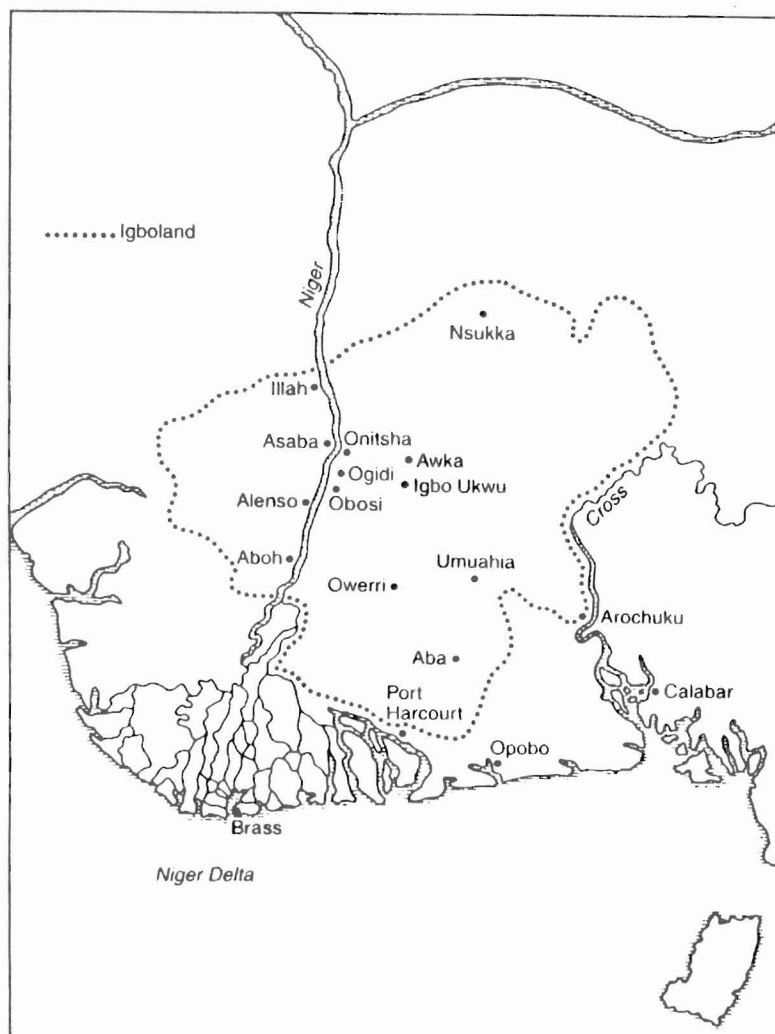 Igboland
Niger
Nsukka
Illah
Asaba
Onitsha
Awka
Ogidi
Igbo Ukwu
Alenso
Obosi
Cross
Aboh
Umuahia
Owerri
Arochuku
Aba
Calabar
Port
Harcourt
Opobo
Brass
Niger Delta